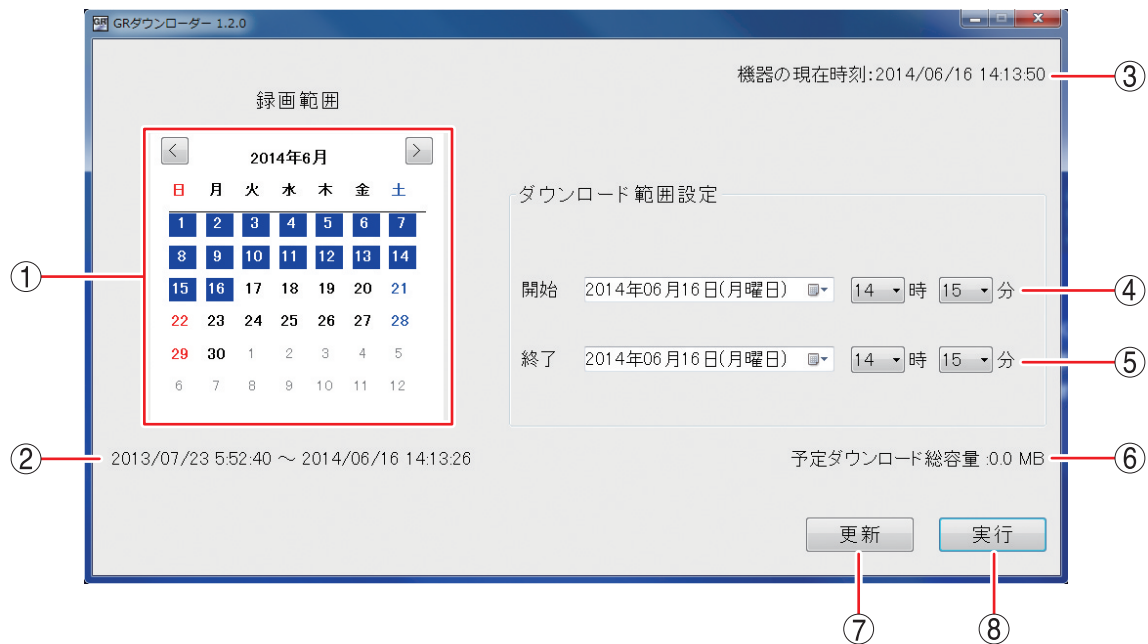 GR GRダウンローダー 1.2.0
機器の現在時刻:2014/06/16 14:13:50
③
録画範囲
2014年6月
日 月 火 水 木 金 土
1 2 3 4 5 6 7
8 9 10 11 12 13 14
15 16 17 18 19 20 21
22 23 24 25 26 27 28
29 30 1 2 3 4 5
6 7 8 9 10 11 12
①
ダウンロード範囲設定
開始 2014年06月16日(月曜日) 14 時 15 分
④
終了 2014年06月16日(月曜日) 14 時 15 分
⑤
②
2013/07/23 5:52:40 ～ 2014/06/16 14:13:26
予定ダウンロード総容量 :0.0 MB
⑥
更新 実行
⑦ ⑧